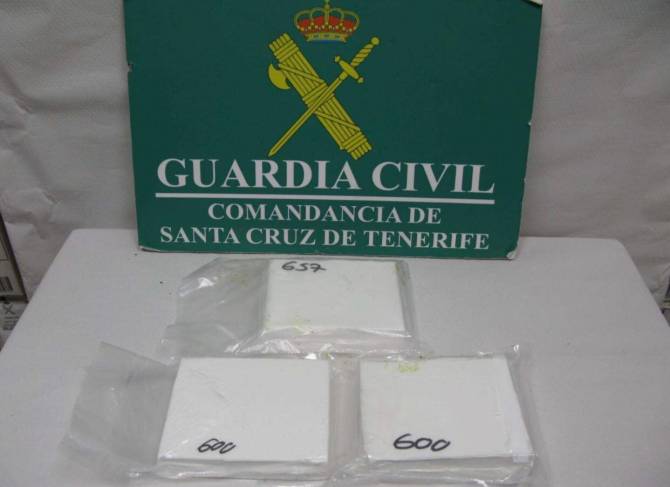 GUARDIA CIVIL
COMANDANCIA DE
SANTA CRUZ DE TENERIFE
657
600
600